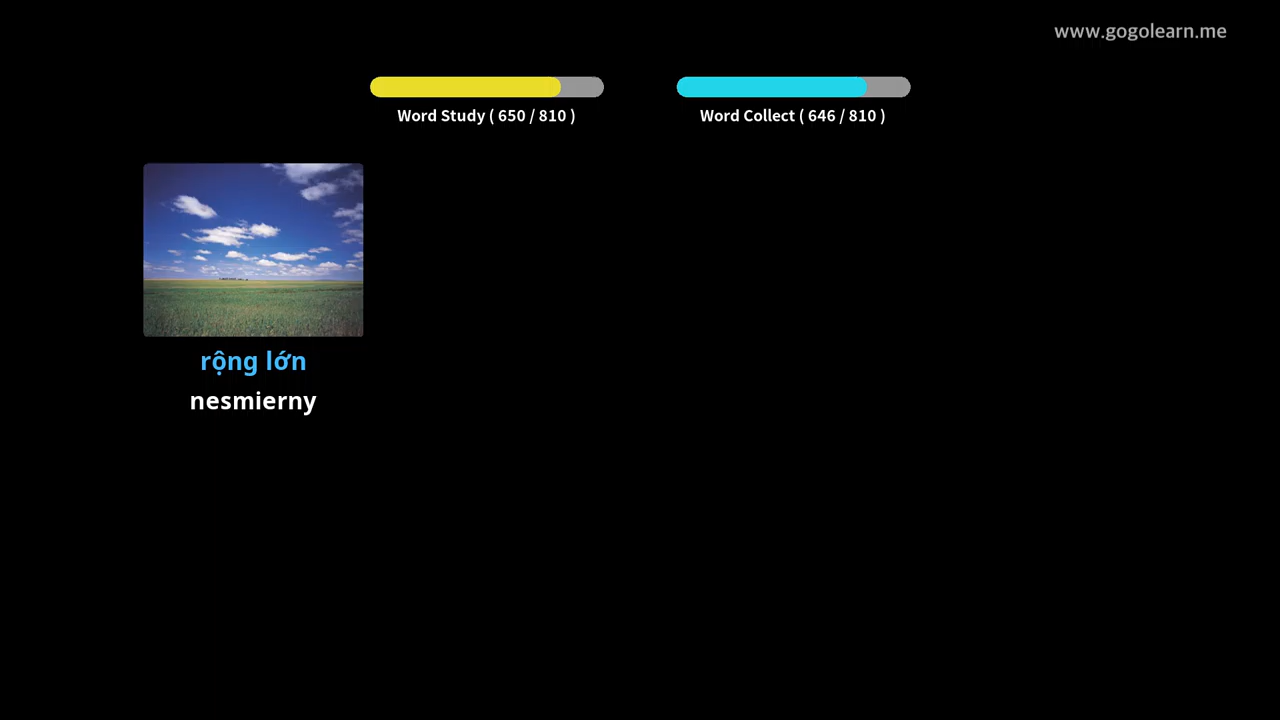 www.gogolearn.me
Word Study ( 650 / 810 )
Word Collect ( 646 / 810 )
rộng lớn
nesmierny